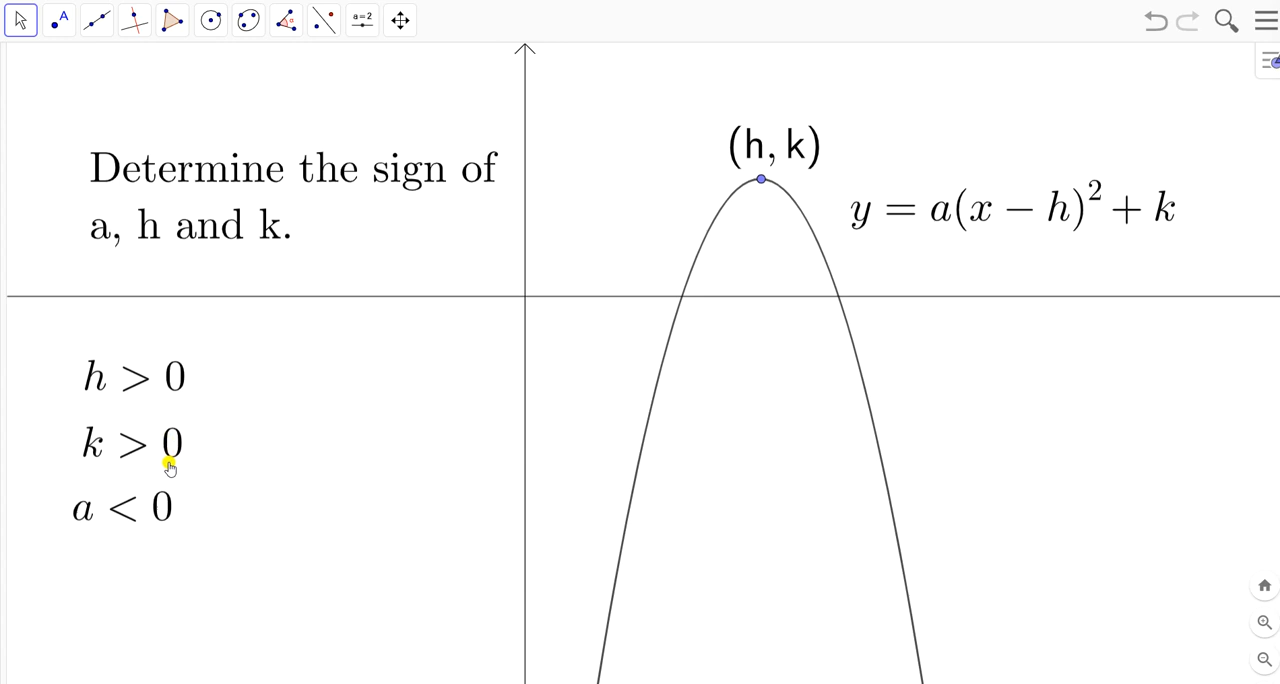 A
a=2
(h, k)
Determine the sign of
a, h and k.
y = a(x − h)² + k
h > 0
k > 0
a < 0